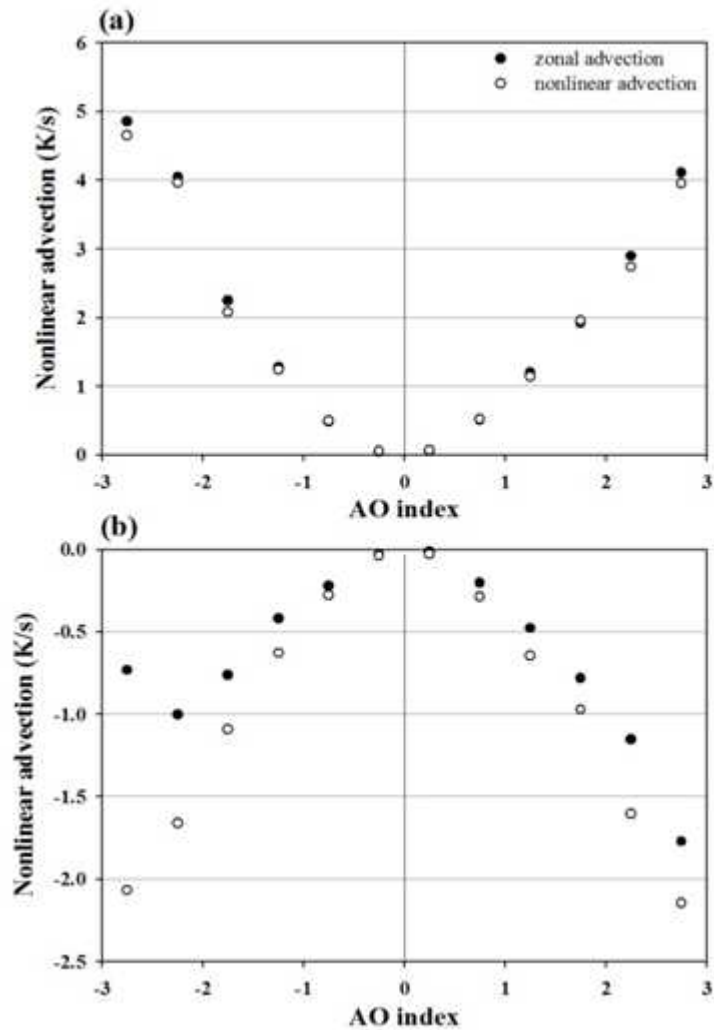 (a)
6
5
4
3
2
1
0
Nonlinear advection (K/s)
zonal advection
nonlinear advection
-3 -2 -1 0 1 2 3
AO index
(b)
0.0
-0.5
-1.0
-1.5
-2.0
-2.5
Nonlinear advection (K/s)
-3 -2 -1 0 1 2 3
AO index